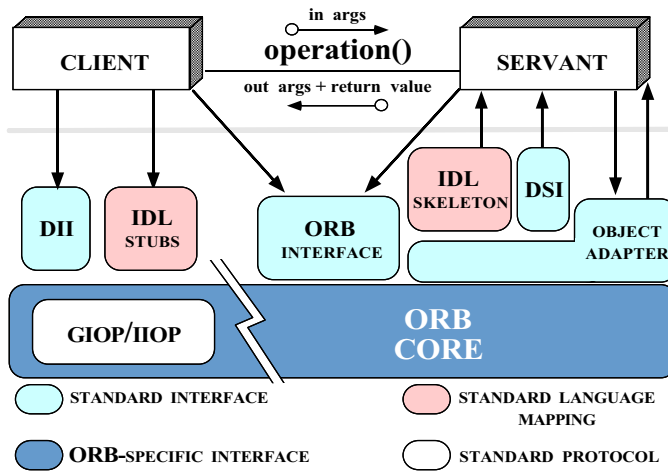 in args
operation()
out args + return value
CLIENT
SERVANT
DII
IDL
STUBS
ORB
INTERFACE
IDL
SKELETON
DSI
OBJECT
ADAPTER
GIOP/IIOP
ORB
CORE
STANDARD INTERFACE
STANDARD LANGUAGE
MAPPING
ORB-SPECIFIC INTERFACE
STANDARD PROTOCOL